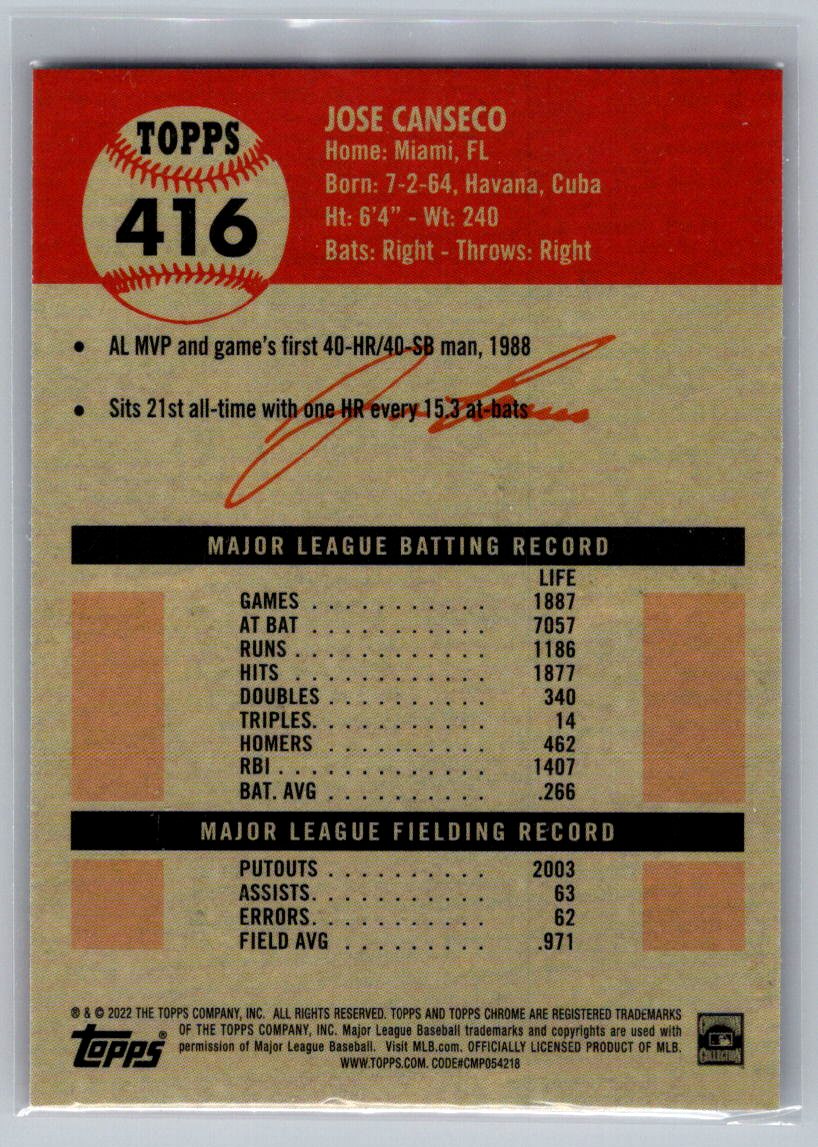 TOPPS
416
JOSE CANSECO
Home: Miami, FL
Born: 7-2-64, Havana, Cuba
Ht: 6'4" - Wt: 240
Bats: Right - Throws: Right
• AL MVP and game's first 40-HR/40-SB man, 1988
• Sits 21st all-time with one HR every 15.3 at-bats
MAJOR LEAGUE BATTING RECORD
LIFE
GAMES . . . . . . . . . . . 1887
AT BAT . . . . . . . . . . . 7057
RUNS . . . . . . . . . . . . 1186
HITS . . . . . . . . . . . . 1877
DOUBLES . . . . . . . . . . 340
TRIPLES. . . . . . . . . . . 14
HOMERS . . . . . . . . . . 462
RBI . . . . . . . . . . . . . 1407
BAT. AVG . . . . . . . . . . .266
MAJOR LEAGUE FIELDING RECORD
PUTOUTS . . . . . . . . . . 2003
ASSISTS. . . . . . . . . . . 63
ERRORS. . . . . . . . . . . 62
FIELD AVG . . . . . . . . . .971
® & © 2022 THE TOPPS COMPANY, INC. ALL RIGHTS RESERVED. TOPPS AND TOPPS CHROME ARE REGISTERED TRADEMARKS
OF THE TOPPS COMPANY, INC. Major League Baseball trademarks and copyrights are used with
permission of Major League Baseball. Visit MLB.com. OFFICIALLY LICENSED PRODUCT OF MLB.
WWW.TOPPS.COM. CODE#CMP054218
Topps®
COOPERSTOWN
COLLECTION